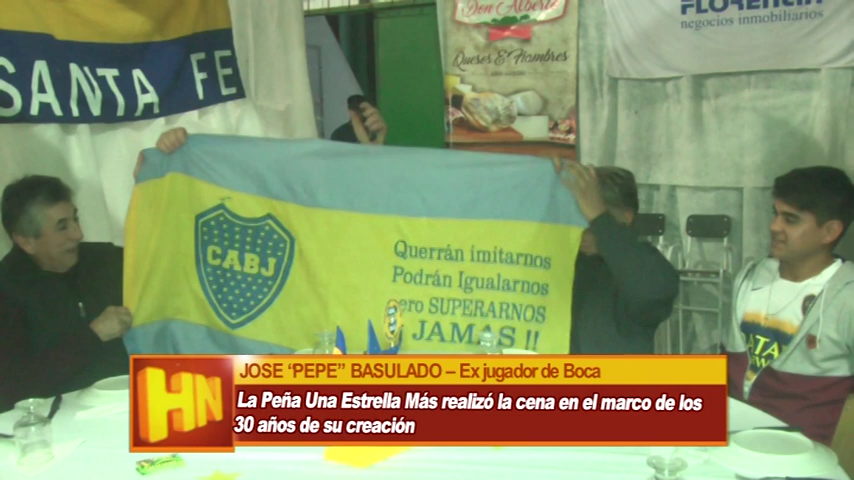 SANTA FE
Don Alberto
Quesos & Fiambres
FLORENCIA
negocios inmobiliarios
CABJ
Querrán imitarnos
Podrán Igualarnos
ero SUPERARNOS
JAMAS !!
JOSE “PEPE” BASULADO – Ex jugador de Boca
HN
La Peña Una Estrella Más realizó la cena en el marco de los
30 años de su creación